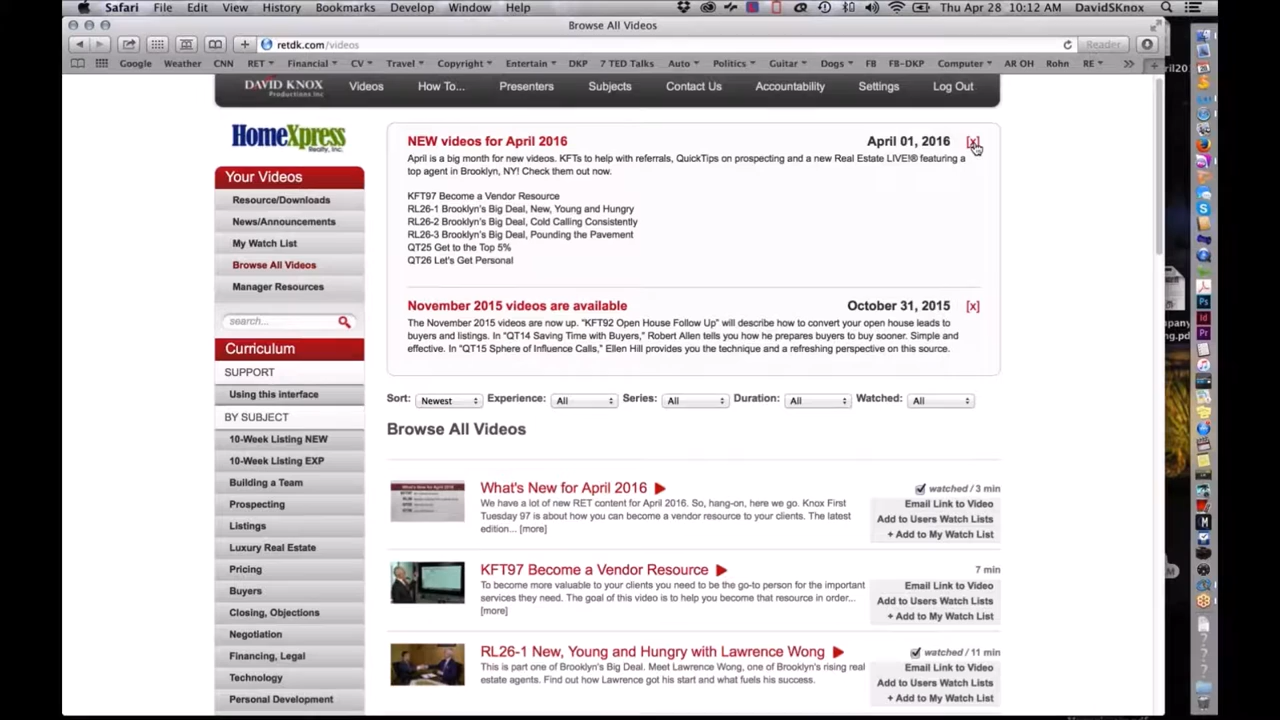 Safari File Edit View History Bookmarks Develop Window Help Thu Apr 28 10:12 AM DavidSKnox
Browse All Videos
retdk.com/videos Reader
Google Weather CNN RET Financial CV Travel Copyright Entertain DKP 7 TED Talks Auto Politics Guitar Dogs FB FB-DKP Computer AR OH Rohn RE
DAVID KNOX
Productions Inc
Videos How To... Presenters Subjects Contact Us Accountability Settings Log Out
HomeXpress
Realty, Inc.
Your Videos
Resource/Downloads
News/Announcements
My Watch List
Browse All Videos
Manager Resources
search...
Curriculum
SUPPORT
Using this interface
BY SUBJECT
10-Week Listing NEW
10-Week Listing EXP
Building a Team
Prospecting
Listings
Luxury Real Estate
Pricing
Buyers
Closing, Objections
Negotiation
Financing, Legal
Technology
Personal Development
NEW videos for April 2016 April 01, 2016 [x]
April is a big month for new videos. KFTs to help with referrals, QuickTips on prospecting and a new Real Estate LIVE!® featuring a
top agent in Brooklyn, NY! Check them out now.
KFT97 Become a Vendor Resource
RL26-1 Brooklyn's Big Deal, New, Young and Hungry
RL26-2 Brooklyn's Big Deal, Cold Calling Consistently
RL26-3 Brooklyn's Big Deal, Pounding the Pavement
QT25 Get to the Top 5%
QT26 Let's Get Personal
November 2015 videos are available October 31, 2015 [x]
The November 2015 videos are now up. "KFT92 Open House Follow Up" will describe how to convert your open house leads to
buyers and listings. In "QT14 Saving Time with Buyers," Robert Allen tells you how he prepares buyers to buy sooner. Simple and
effective. In "QT15 Sphere of Influence Calls," Ellen Hill provides you the technique and a refreshing perspective on this source.
Sort: Newest Experience: All Series: All Duration: All Watched: All
Browse All Videos
What's New for April 2016
We have a lot of new RET content for April 2016. So, hang-on, here we go. Knox First
Tuesday 97 is about how you can become a vendor resource to your clients. The latest
edition... [more]
watched / 3 min
Email Link to Video
Add to Users Watch Lists
+ Add to My Watch List
KFT97 Become a Vendor Resource
To become more valuable to your clients you need to be the go-to person for the important
services they need. The goal of this video is to help you become that resource in order...
[more]
7 min
Email Link to Video
Add to Users Watch Lists
+ Add to My Watch List
RL26-1 New, Young and Hungry with Lawrence Wong
This is part one of Brooklyn's Big Deal. Meet Lawrence Wong, one of Brooklyn's rising real
estate agents. Find out how Lawrence got his start and what fuels his success.
watched / 11 min
Email Link to Video
Add to Users Watch Lists
+ Add to My Watch List